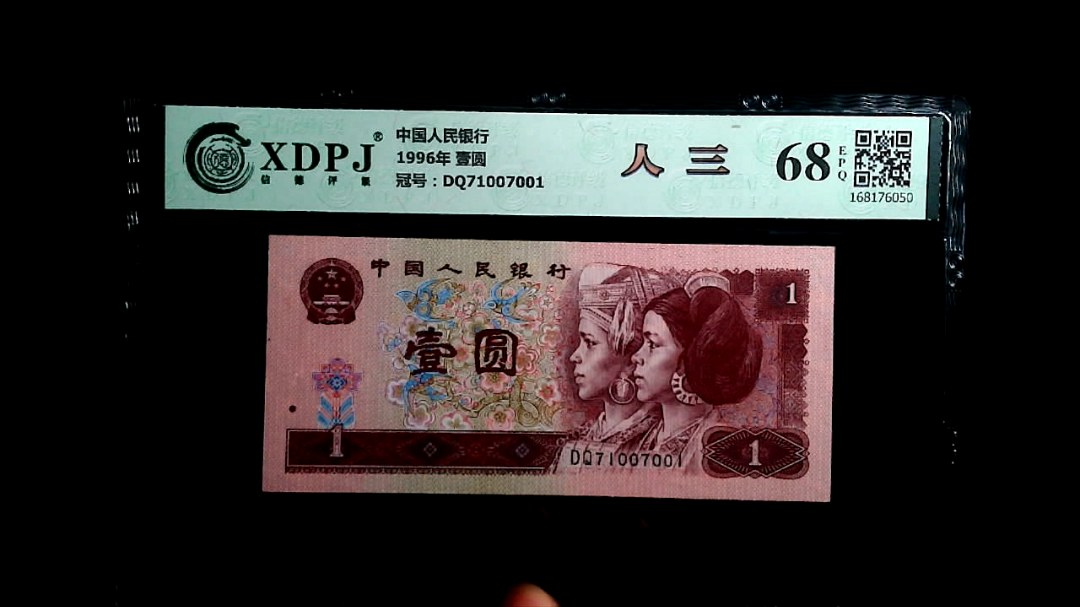 XDPJ®
信德评级
中国人民银行
1996年 壹圆
冠号：DQ71007001
人 三
68
EPQ
168176050
中国人民银行
1
壹圆
1
DQ71007001
1